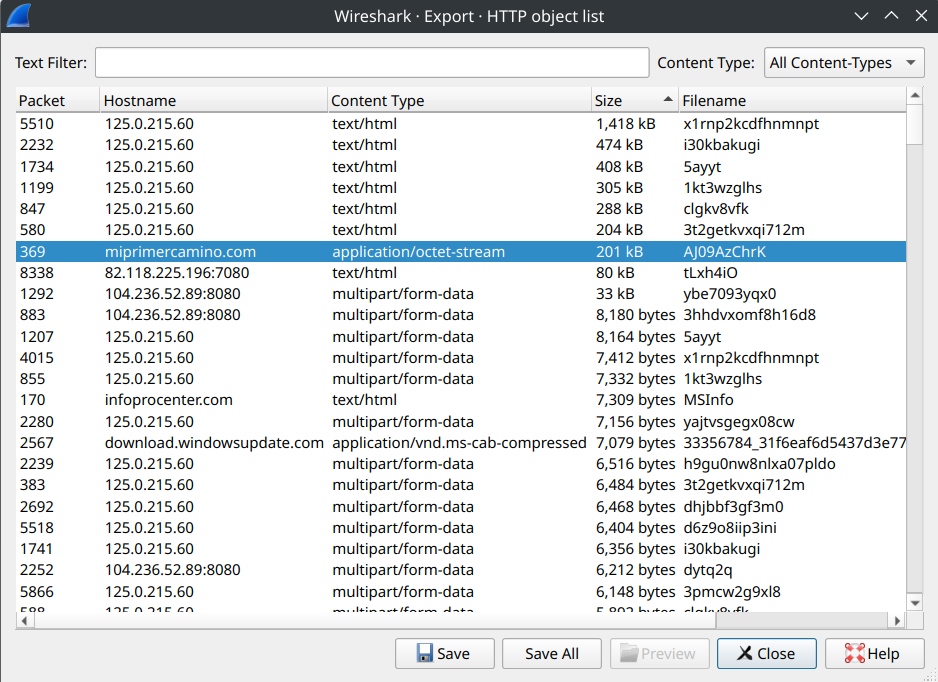 Wireshark · Export · HTTP object list
Text Filter: Content Type: All Content-Types
Packet Hostname Content Type Size Filename
5510 125.0.215.60 text/html 1,418 kB x1rnp2kcdfhnmnpt
2232 125.0.215.60 text/html 474 kB i30kbakugi
1734 125.0.215.60 text/html 408 kB 5ayyt
1199 125.0.215.60 text/html 305 kB 1kt3wzglhs
847 125.0.215.60 text/html 288 kB clgkv8vfk
580 125.0.215.60 text/html 204 kB 3t2getkvxqi712m
369 miprimercamino.com application/octet-stream 201 kB AJ09AzChrK
8338 82.118.225.196:7080 text/html 80 kB tLxh4iO
1292 104.236.52.89:8080 multipart/form-data 33 kB ybe7093yqx0
883 104.236.52.89:8080 multipart/form-data 8,180 bytes 3hhdvxomf8h16d8
1207 125.0.215.60 multipart/form-data 8,164 bytes 5ayyt
4015 125.0.215.60 multipart/form-data 7,412 bytes x1rnp2kcdfhnmnpt
855 125.0.215.60 multipart/form-data 7,332 bytes 1kt3wzglhs
170 infoprocenter.com text/html 7,309 bytes MSInfo
2280 125.0.215.60 multipart/form-data 7,156 bytes yajtvsgegx08cw
2567 download.windowsupdate.com application/vnd.ms-cab-compressed 7,079 bytes 33356784_31f6eaf6d5437d3e77
2239 125.0.215.60 multipart/form-data 6,516 bytes h9gu0nw8nlxa07pldo
383 125.0.215.60 multipart/form-data 6,484 bytes 3t2getkvxqi712m
2692 125.0.215.60 multipart/form-data 6,468 bytes dhjbbf3gf3m0
5518 125.0.215.60 multipart/form-data 6,404 bytes d6z9o8iip3ini
1741 125.0.215.60 multipart/form-data 6,356 bytes i30kbakugi
2252 104.236.52.89:8080 multipart/form-data 6,212 bytes dytq2q
5866 125.0.215.60 multipart/form-data 6,148 bytes 3pmcw2g9xl8
588 125.0.215.60 multipart/form-data bytes clgkv8vfk
Save Save All Preview Close Help